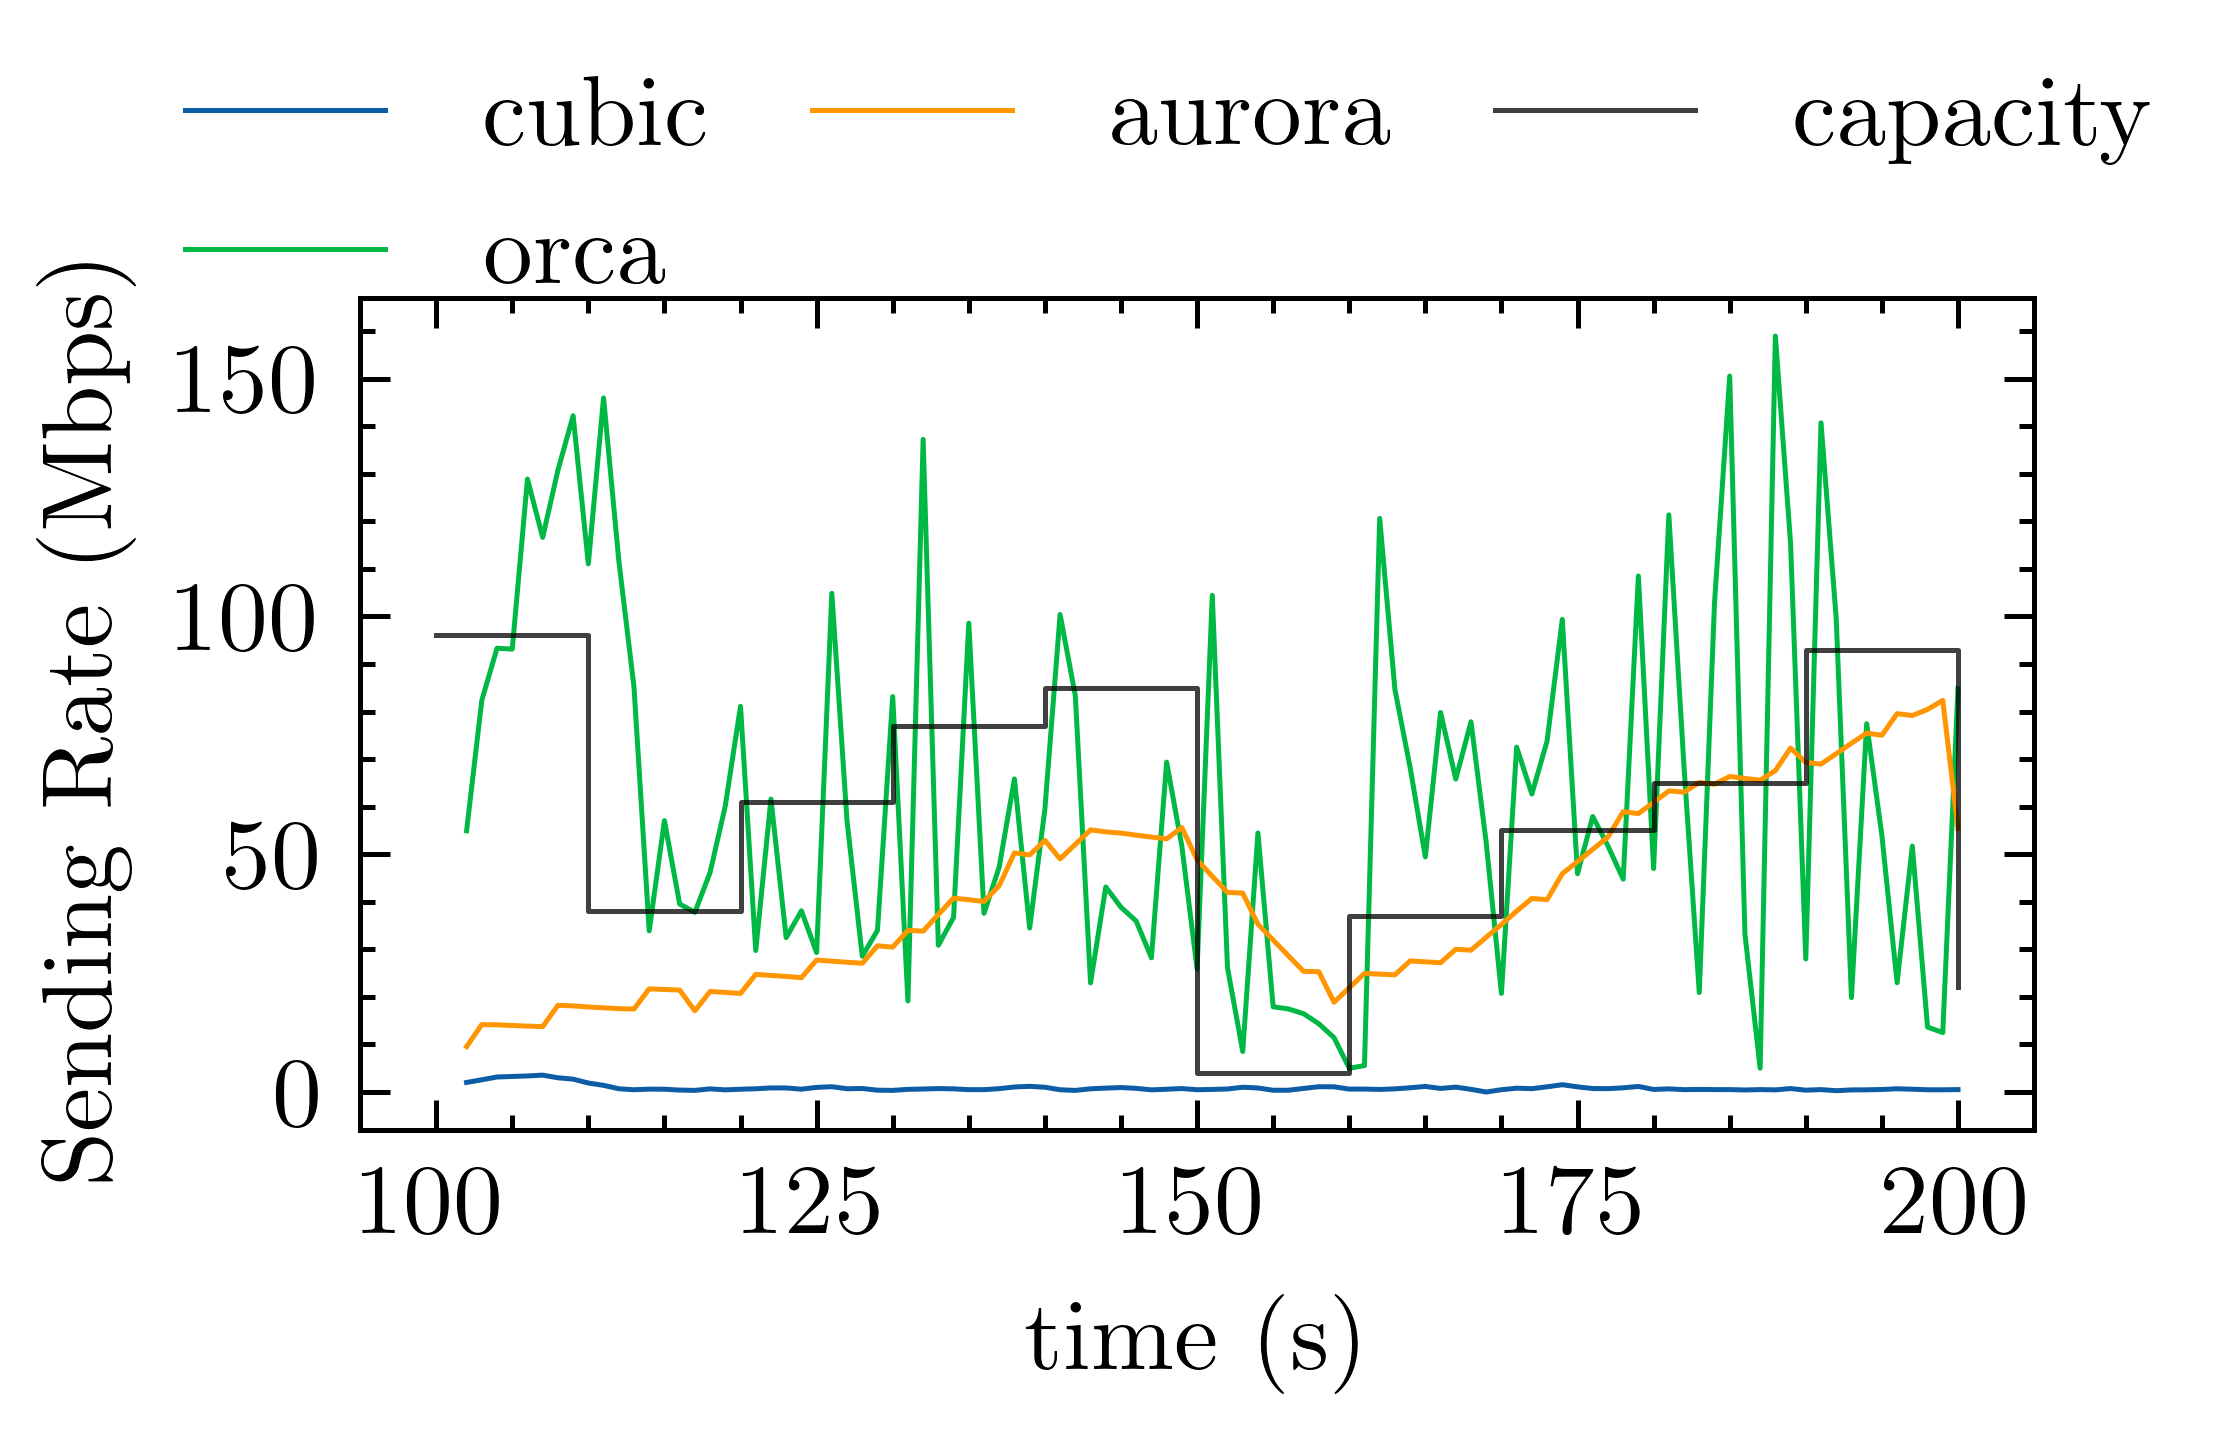 cubic aurora capacity
orca
Sending Rate (Mbps)
150
100
50
0
100 125 150 175 200
time (s)